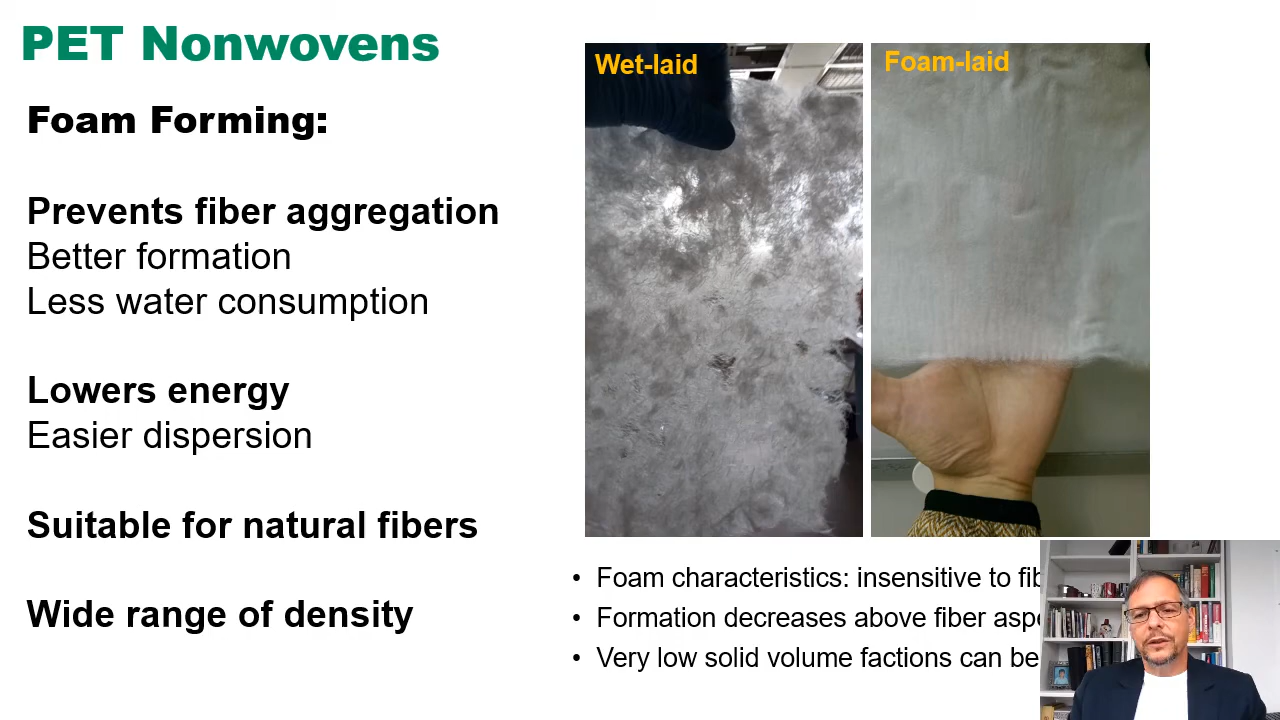 PET Nonwovens
Foam Forming:
Prevents fiber aggregation
Better formation
Less water consumption
Lowers energy
Easier dispersion
Suitable for natural fibers
Wide range of density
Wet-laid
Foam-laid
• Foam characteristics: insensitive to
• Formation decreases above fiber
• Very low solid volume factions can be